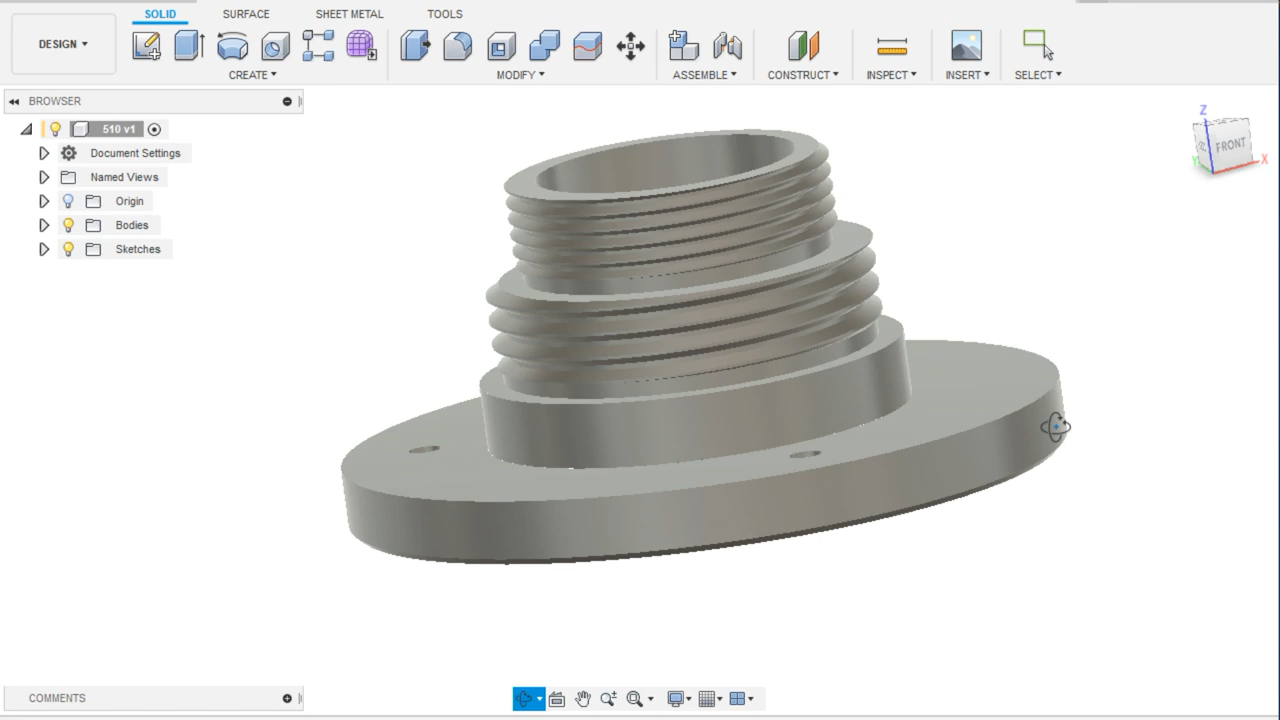 SOLID SURFACE SHEET METAL TOOLS
DESIGN
CREATE MODIFY ASSEMBLE CONSTRUCT INSPECT INSERT SELECT
BROWSER
510 v1
Document Settings
Named Views
Origin
Bodies
Sketches
Z
FRONT
X
Y
COMMENTS